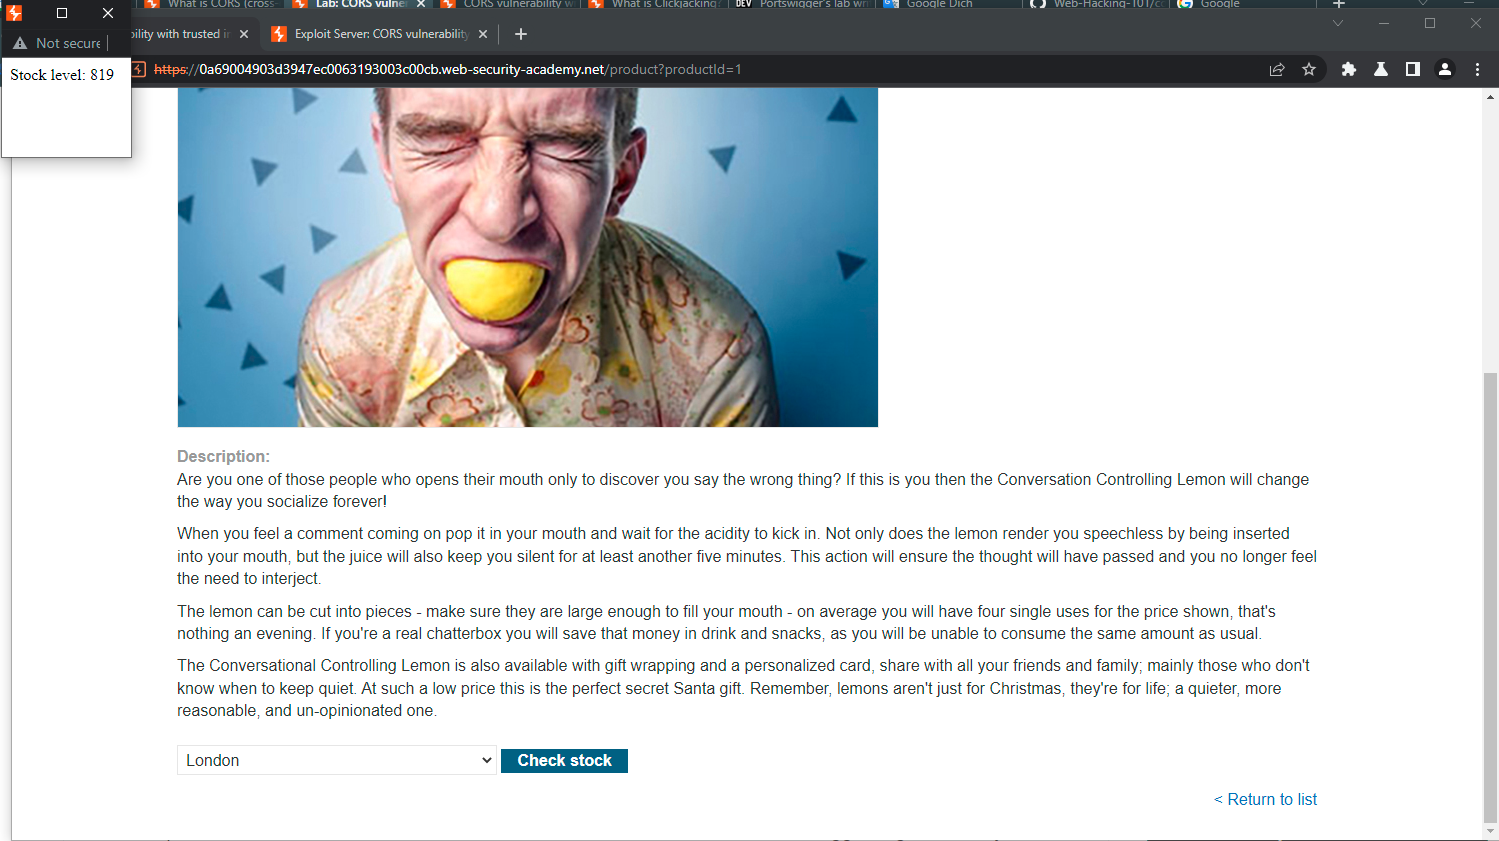 What is CORS (cross-
Lab: CORS vulner
CORS vulnerability w
What is Clickjacking?
DEV Portswigger's lab wri
Google Dich
Web-Hacking-101/co
Google
Not secure
bility with trusted in
Exploit Server: CORS vulnerability
Stock level: 819
https://0a69004903d3947ec0063193003c00cb.web-security-academy.net/product?productId=1
Description:
Are you one of those people who opens their mouth only to discover you say the wrong thing? If this is you then the Conversation Controlling Lemon will change
the way you socialize forever!
When you feel a comment coming on pop it in your mouth and wait for the acidity to kick in. Not only does the lemon render you speechless by being inserted
into your mouth, but the juice will also keep you silent for at least another five minutes. This action will ensure the thought will have passed and you no longer feel
the need to interject.
The lemon can be cut into pieces - make sure they are large enough to fill your mouth - on average you will have four single uses for the price shown, that's
nothing an evening. If you're a real chatterbox you will save that money in drink and snacks, as you will be unable to consume the same amount as usual.
The Conversational Controlling Lemon is also available with gift wrapping and a personalized card, share with all your friends and family; mainly those who don't
know when to keep quiet. At such a low price this is the perfect secret Santa gift. Remember, lemons aren't just for Christmas, they're for life; a quieter, more
reasonable, and un-opinionated one.
London
Check stock
< Return to list